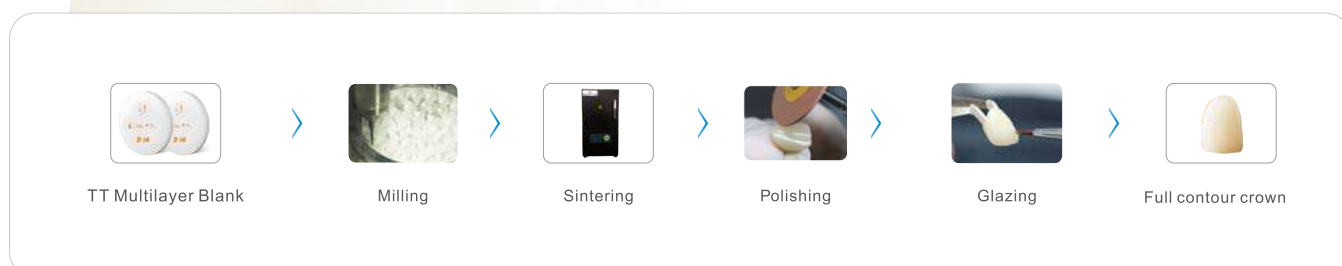 TT Multilayer Blank
Milling
Sintering
Polishing
Glazing
Full contour crown